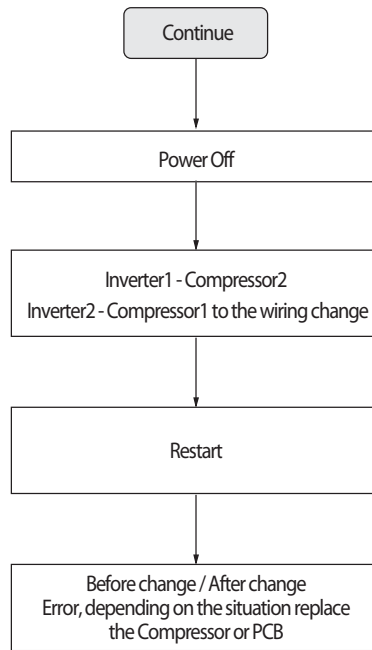 Continue
Power Off
Inverter1 - Compressor2
Inverter2 - Compressor1 to the wiring change
Restart
Before change / After change
Error, depending on the situation replace
the Compressor or PCB